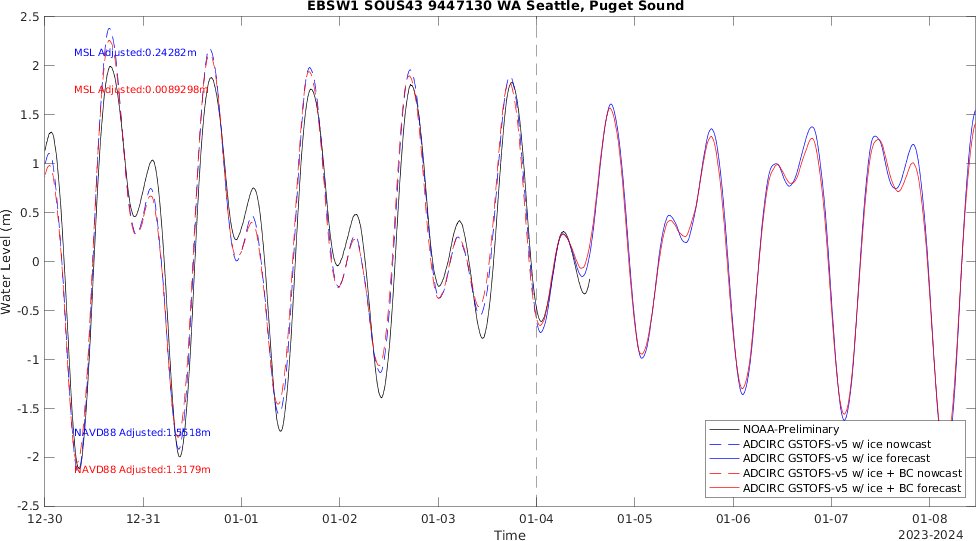 EBSW1 SOUS43 9447130 WA Seattle, Puget Sound
2.5
2
1.5
1
0.5
0
-0.5
-1
-1.5
-2
-2.5
Water Level (m)
MSL Adjusted:0.24282m
MSL Adjusted:0.0089298m
NAVD88 Adjusted:1.5518m
NAVD88 Adjusted:1.3179m
NOAA-Preliminary
ADCIRC GSTOFS-v5 w/ ice nowcast
ADCIRC GSTOFS-v5 w/ ice forecast
ADCIRC GSTOFS-v5 w/ ice + BC nowcast
ADCIRC GSTOFS-v5 w/ ice + BC forecast
12-30 12-31 01-01 01-02 01-03 01-04 01-05 01-06 01-07 01-08
Time
2023-2024